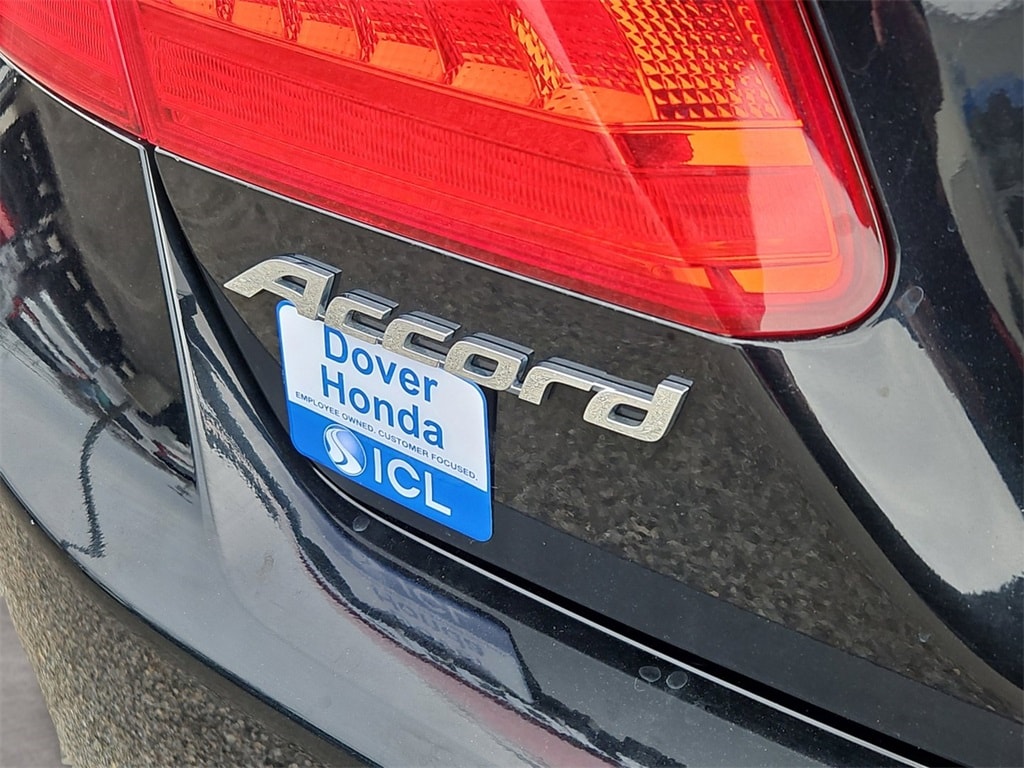 Accord
Dover
Honda
EMPLOYEE OWNED. CUSTOMER FOCUSED.
ICL